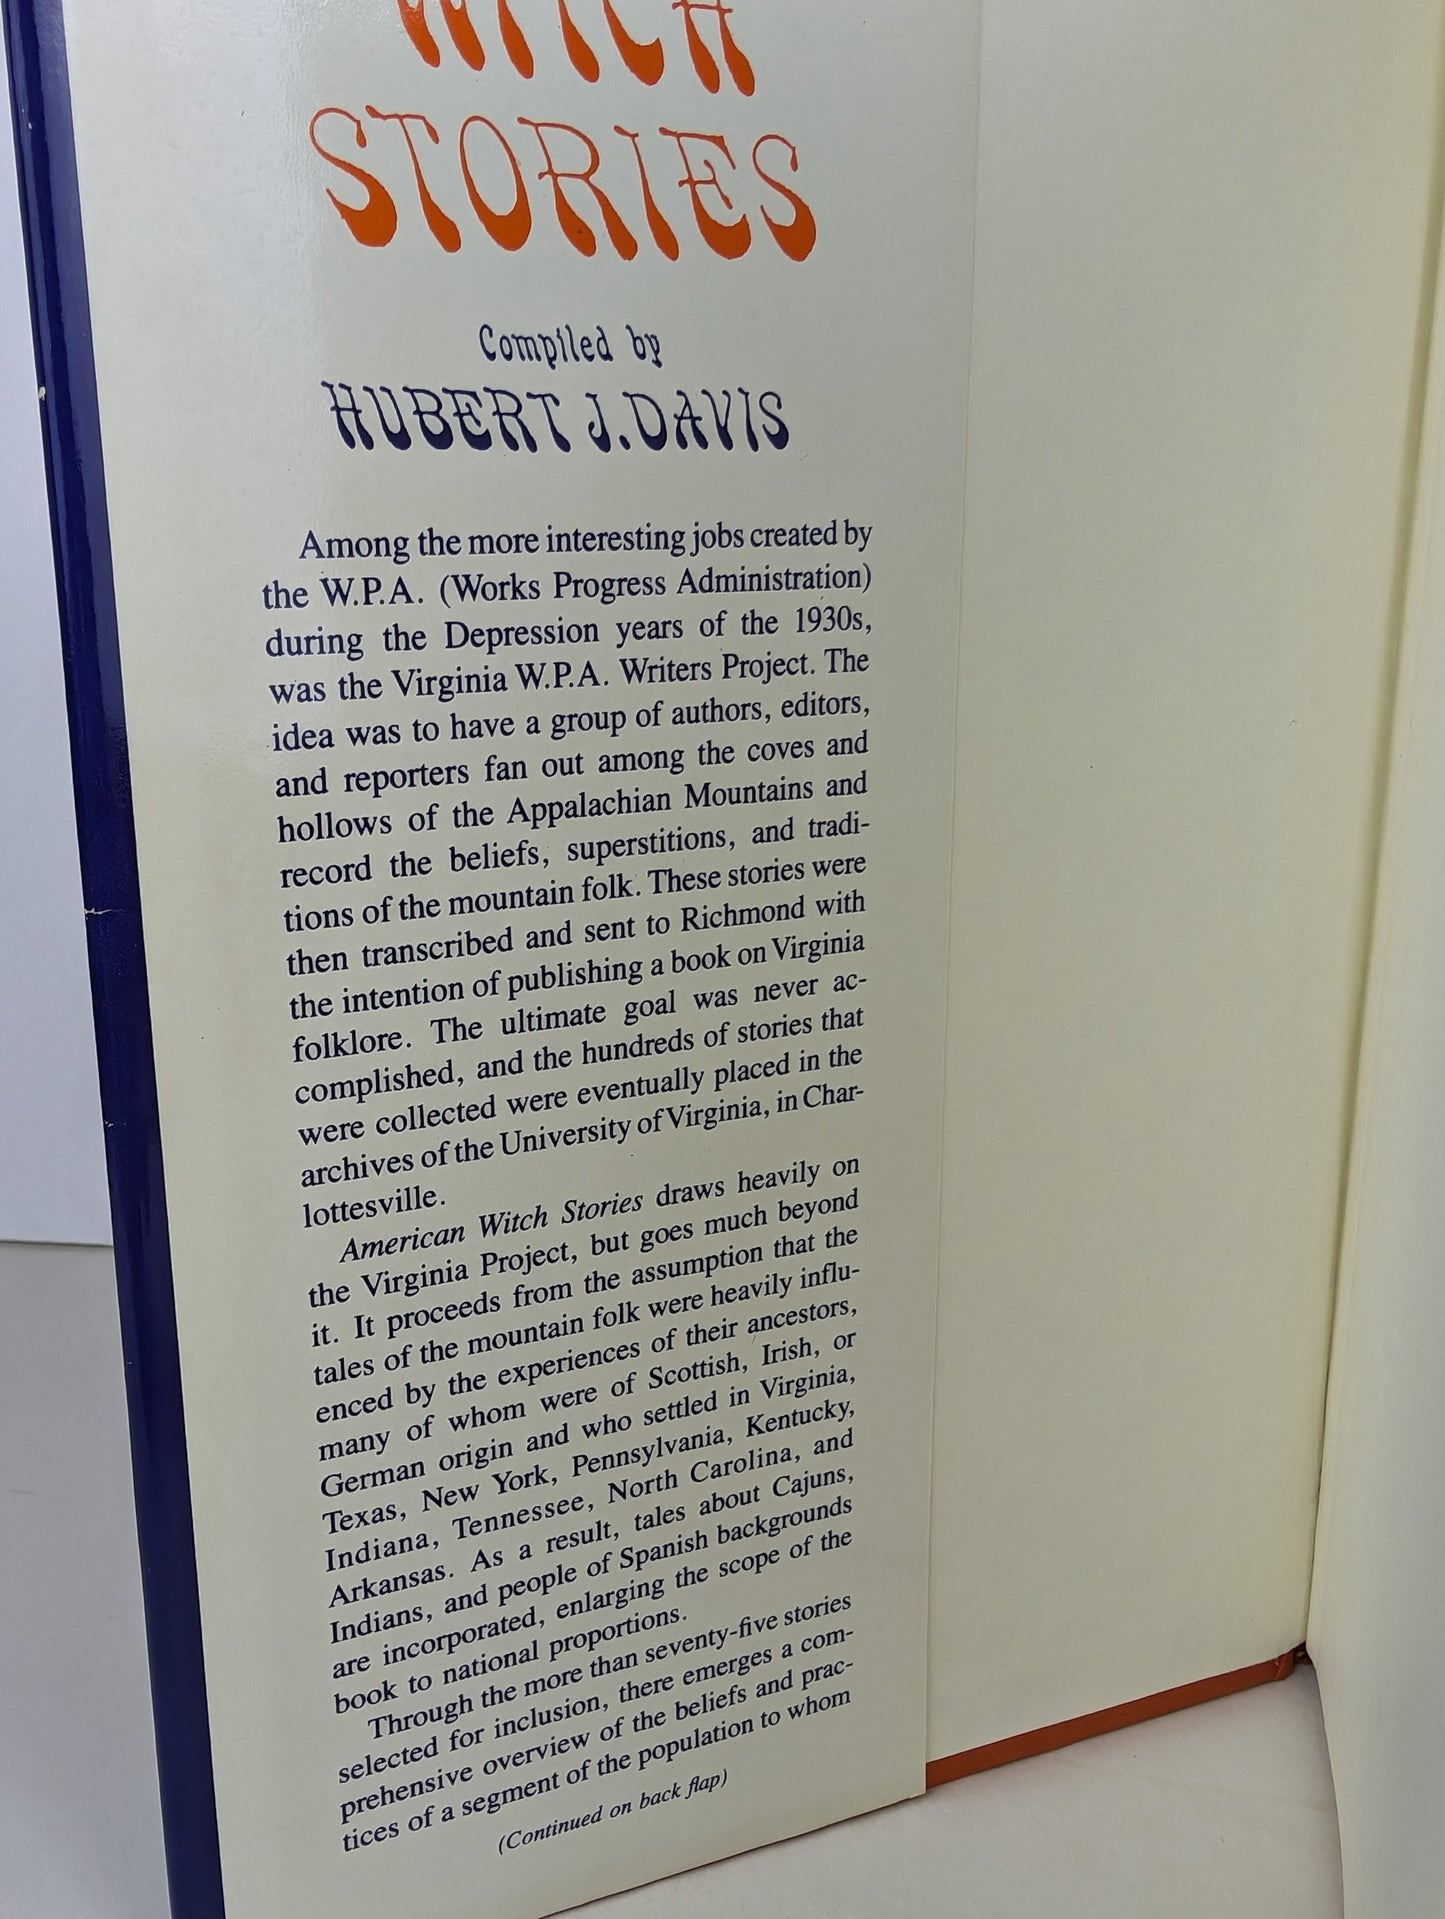 WITCH
STORIES
Compiled by
HUBERT J. DAVIS
Among the more interesting jobs created by
the W.P.A. (Works Progress Administration)
during the Depression years of the 1930s,
was the Virginia W.P.A. Writers Project. The
idea was to have a group of authors, editors,
and reporters fan out among the coves and
hollows of the Appalachian Mountains and
record the beliefs, superstitions, and tradi-
tions of the mountain folk. These stories were
then transcribed and sent to Richmond with
the intention of publishing a book on Virginia
folklore. The ultimate goal was never ac-
complished, and the hundreds of stories that
were collected were eventually placed in the
archives of the University of Virginia, in Char-
lottesville.
American Witch Stories draws heavily on
the Virginia Project, but goes much beyond
it. It proceeds from the assumption that the
tales of the mountain folk were heavily influ-
enced by the experiences of their ancestors,
many of whom were of Scottish, Irish, or
German origin and who settled in Virginia,
Texas, New York, Pennsylvania, Kentucky,
Indiana, Tennessee, North Carolina, and
Arkansas. As a result, tales about Cajuns,
Indians, and people of Spanish backgrounds
are incorporated, enlarging the scope of the
book to national proportions.
Through the more than seventy-five stories
selected for inclusion, there emerges a com-
prehensive overview of the beliefs and prac-
tices of a segment of the population to whom
(Continued on back flap)